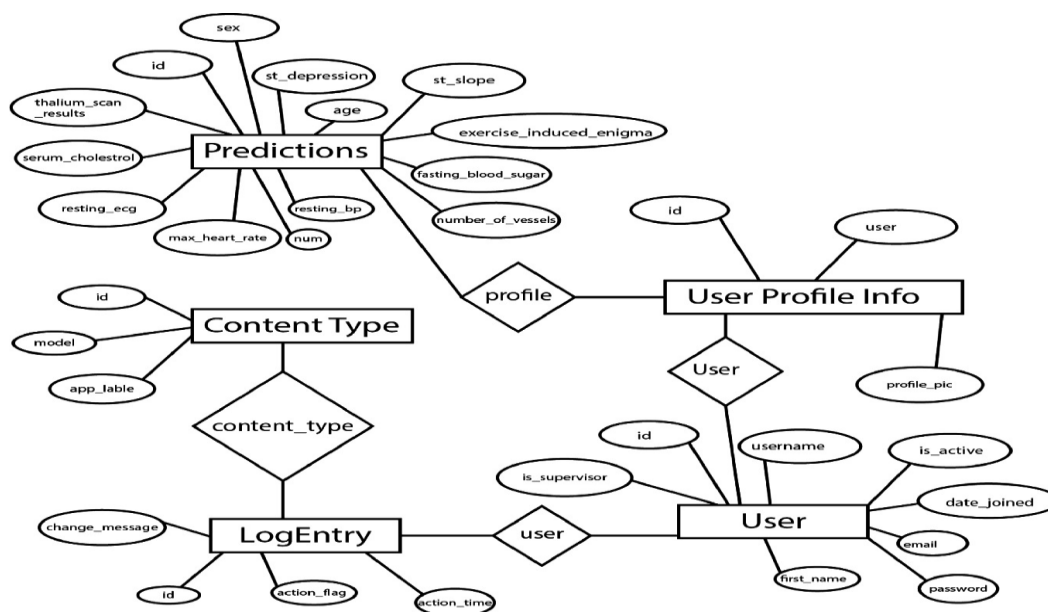 sex
id
st_depression
st_slope
thalium_scan
_results
age
exercise_induced_enigma
Predictions
serum_cholestrol
fasting_blood_sugar
resting_ecg
resting_bp
number_of_vessels
max_heart_rate
num
id
user
profile
User Profile Info
id
Content Type
model
app_lable
User
profile_pic
content_type
id
username
is_active
is_supervisor
date_joined
change_message
LogEntry
user
User
email
id
action_flag
action_time
first_name
password